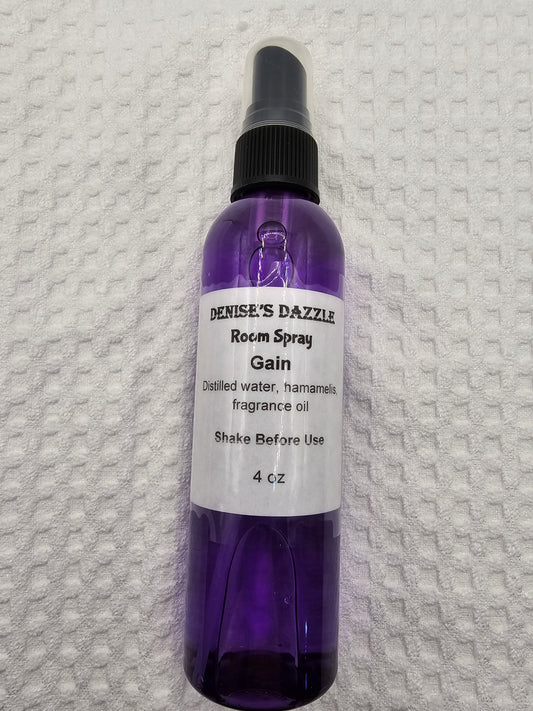 DENISE'S DAZZLE
Room Spray
Gain
Distilled water, hamamelis,
fragrance oil
Shake Before Use
4 oz